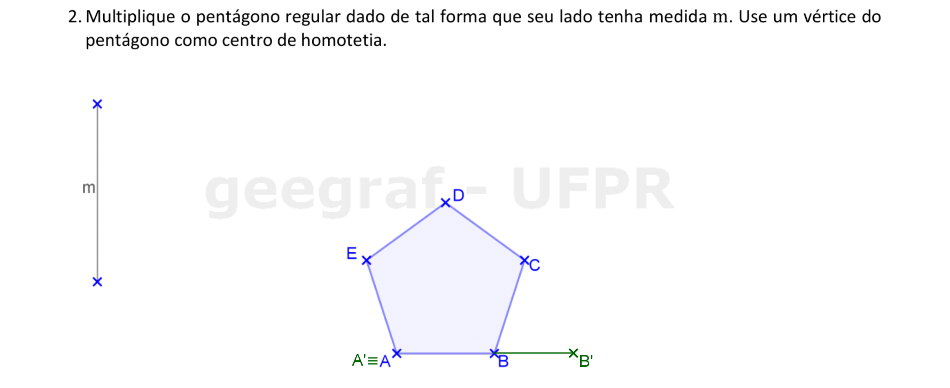 2. Multiplique o pentágono regular dado de tal forma que seu lado tenha medida m. Use um vértice do
pentágono como centro de homotetia.
m
geegraf - UFPR
D
E
C
A'≡A
B
B'